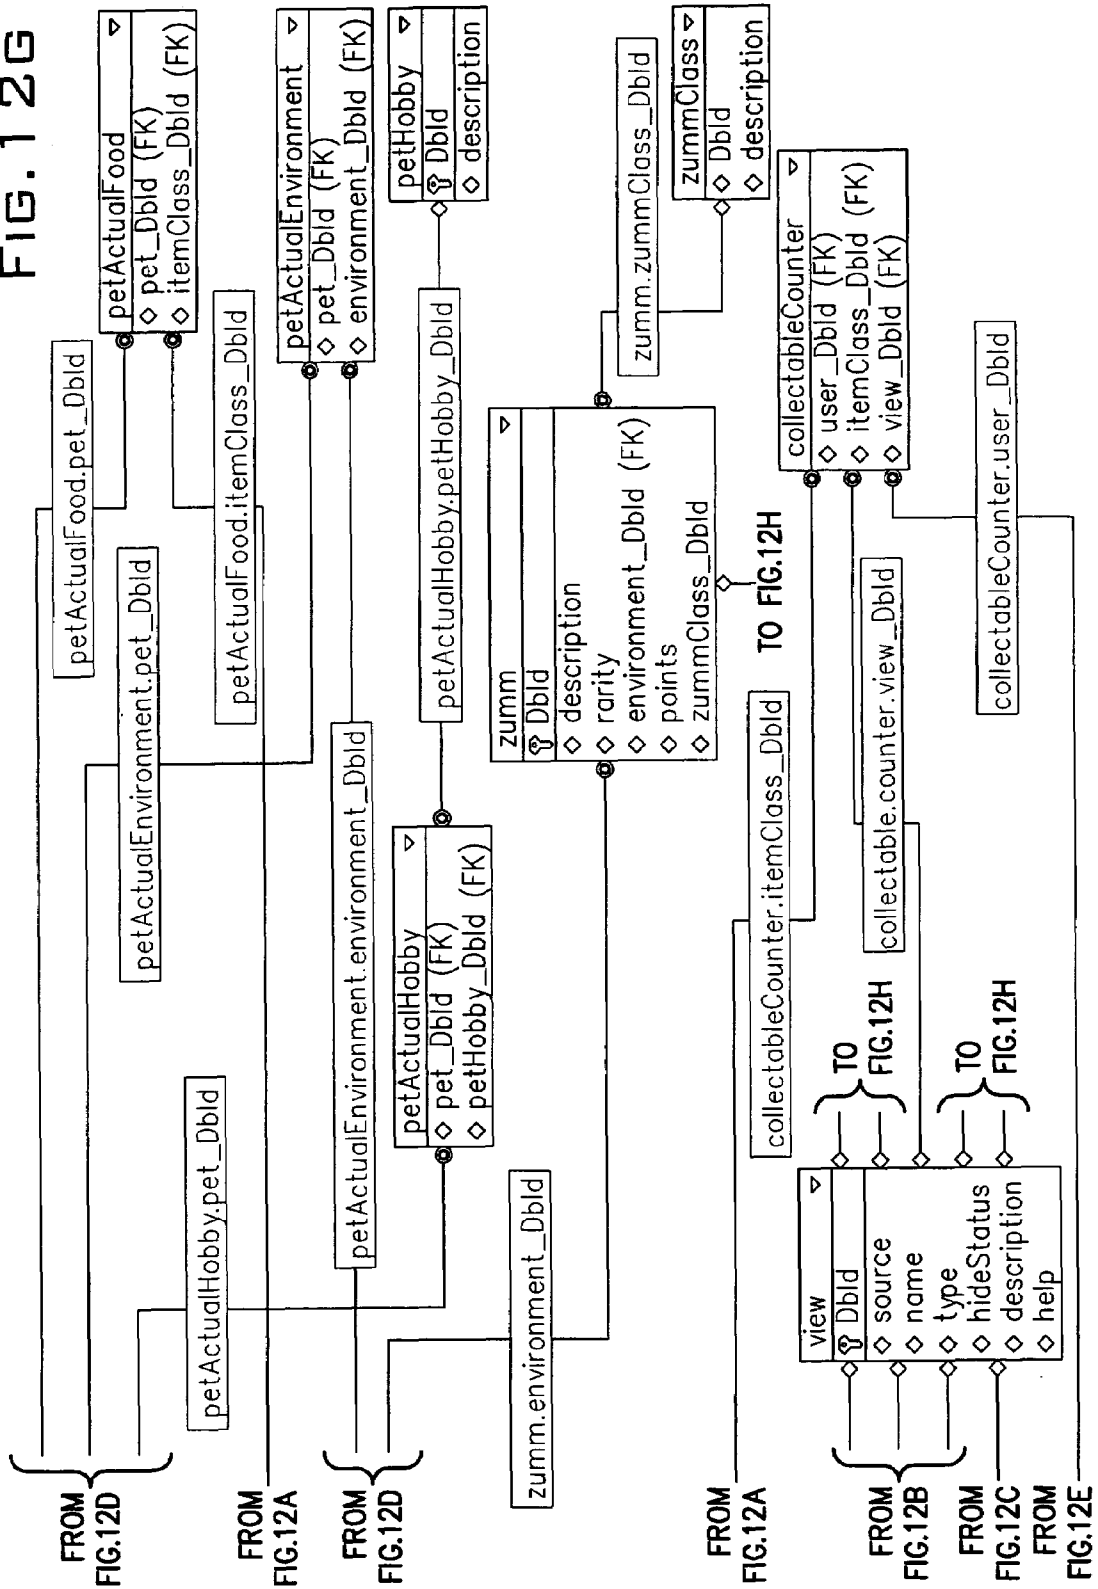 FIG.12G
petActualFood
pet_DbId (FK)
itemClass_DbId (FK)
petActualFood.pet_DbId
petActualFood.itemClass_DbId
petActualEnvironment
pet_DbId (FK)
environment_DbId (FK)
petActualEnvironment.pet_DbId
petActualEnvironment.environment_DbId
petHobby
DbId
description
petActualHobby.petHobby_DbId
petActualHobby
pet_DbId (FK)
petHobby_DbId (FK)
petActualHobby.pet_DbId
FROM
FIG.12D
FROM
FIG.12A
FROM
FIG.12D
zumm.environment_DbId
zumm
DbId
description
rarity
environment_DbId (FK)
points
zummClass_DbId
TO FIG.12H
zumm.zummClass_DbId
zummClass
DbId
description
collectableCounter
user_DbId (FK)
itemClass_DbId (FK)
view_DbId (FK)
collectableCounter.itemClass_DbId
collectable.counter.view_DbId
collectableCounter.user_DbId
FROM
FIG.12A
view
DbId
source
name
type
hideStatus
description
help
TO
FIG.12H
TO
FIG.12H
FROM
FIG.12B
FROM
FIG.12C
FROM
FIG.12E